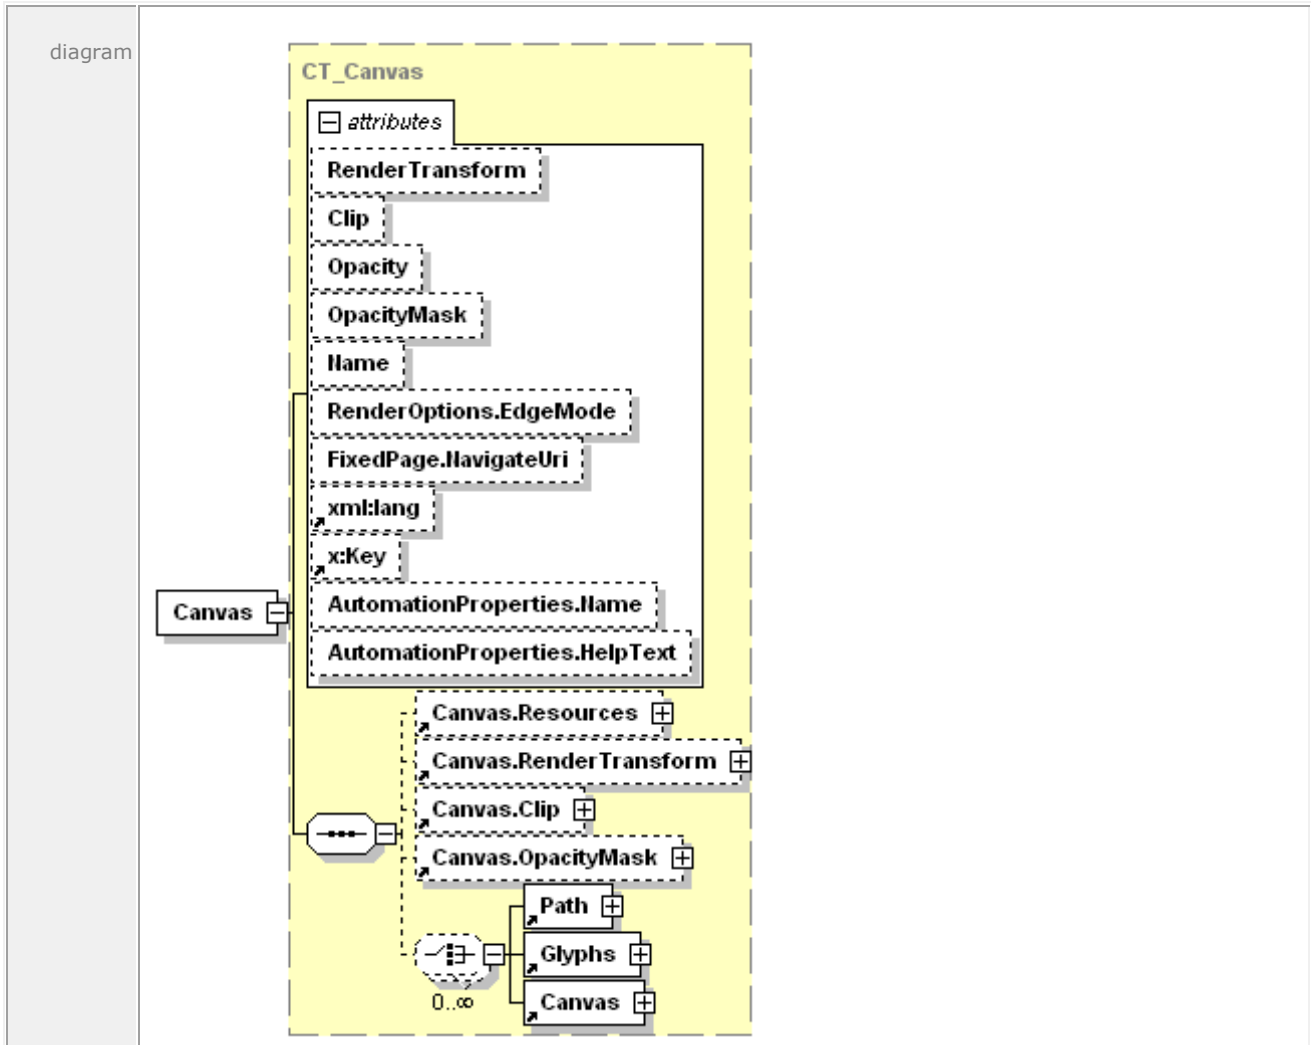 diagram
CT_Canvas
attributes
RenderTransform
Clip
Opacity
OpacityMask
Name
RenderOptions.EdgeMode
FixedPage.NavigateUri
xml:lang
x:Key
Canvas
AutomationProperties.Name
AutomationProperties.HelpText
Canvas.Resources
Canvas.RenderTransform
Canvas.Clip
Canvas.OpacityMask
Path
Glyphs
0..∞
Canvas